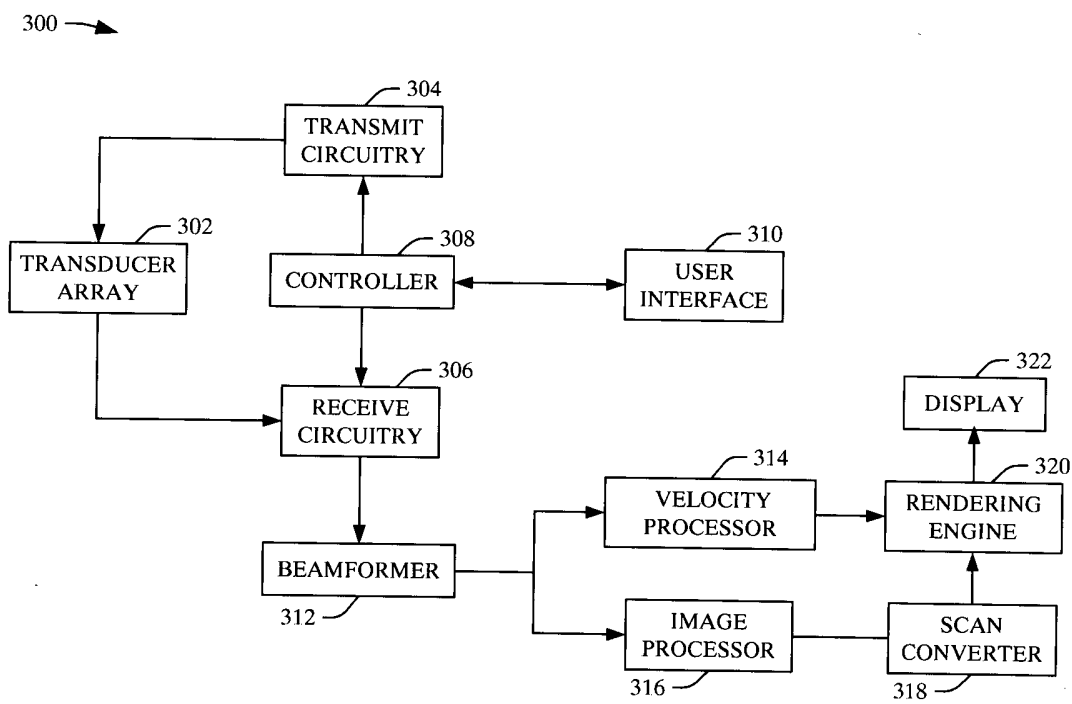 300
304
TRANSMIT
CIRCUITRY
302
TRANSDUCER
ARRAY
308
CONTROLLER
310
USER
INTERFACE
306
RECEIVE
CIRCUITRY
322
DISPLAY
314
VELOCITY
PROCESSOR
320
RENDERING
ENGINE
BEAMFORMER
312
IMAGE
PROCESSOR
316
SCAN
CONVERTER
318